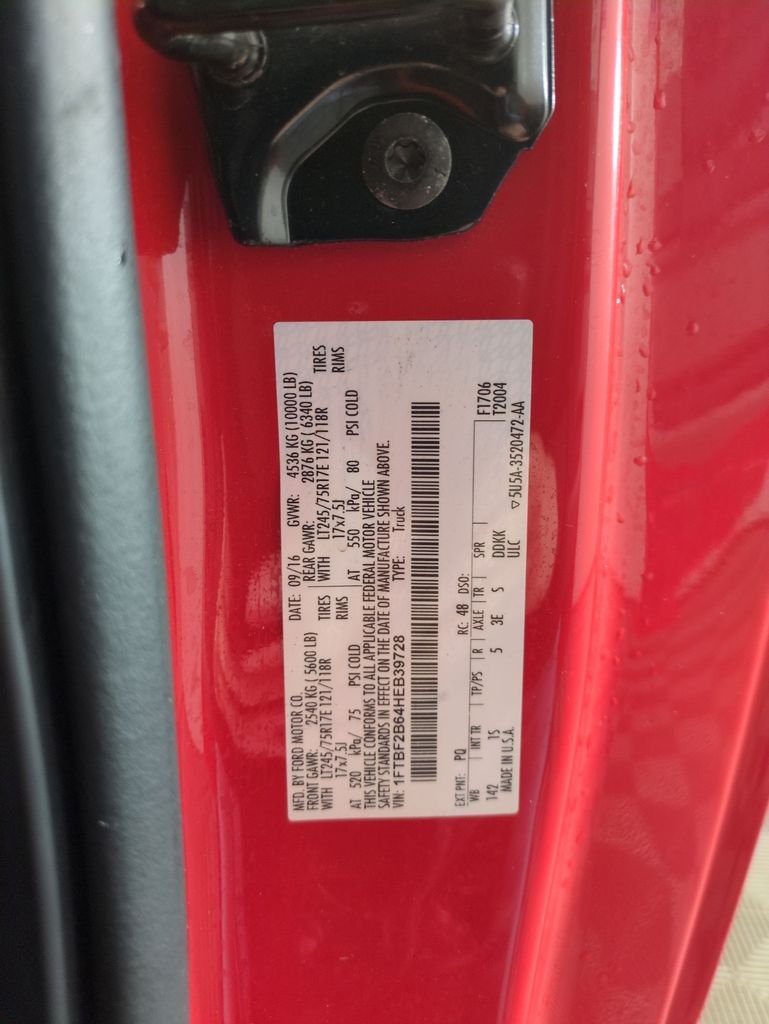 MFD. BY FORD MOTOR CO. DATE: 09/16 GVWR: 4536 KG (10000 LB)
FRONT GAWR: 2540 KG ( 5600 LB) REAR GAWR: 2876 KG ( 6340 LB)
WITH LT245/75R17E 121/118R TIRES WITH LT245/75R17E 121/118R TIRES
17x7.5J RIMS 17x7.5J RIMS
AT 520 kPa/ 75 PSI COLD AT 550 kPa/ 80 PSI COLD
THIS VEHICLE CONFORMS TO ALL APPLICABLE FEDERAL MOTOR VEHICLE
SAFETY STANDARDS IN EFFECT ON THE DATE OF MANUFACTURE SHOWN ABOVE.
VIN: 1FTBF2B64HEB39728 TYPE: Truck
EXT PNT: PQ RC: 48 DSO: F1706
WB INT TR TP/PS R AXLE TR SPR T2004
142 1S 5 3E S DDKK
MADE IN U.S.A. ULC ▽5U5A-3520472-AA